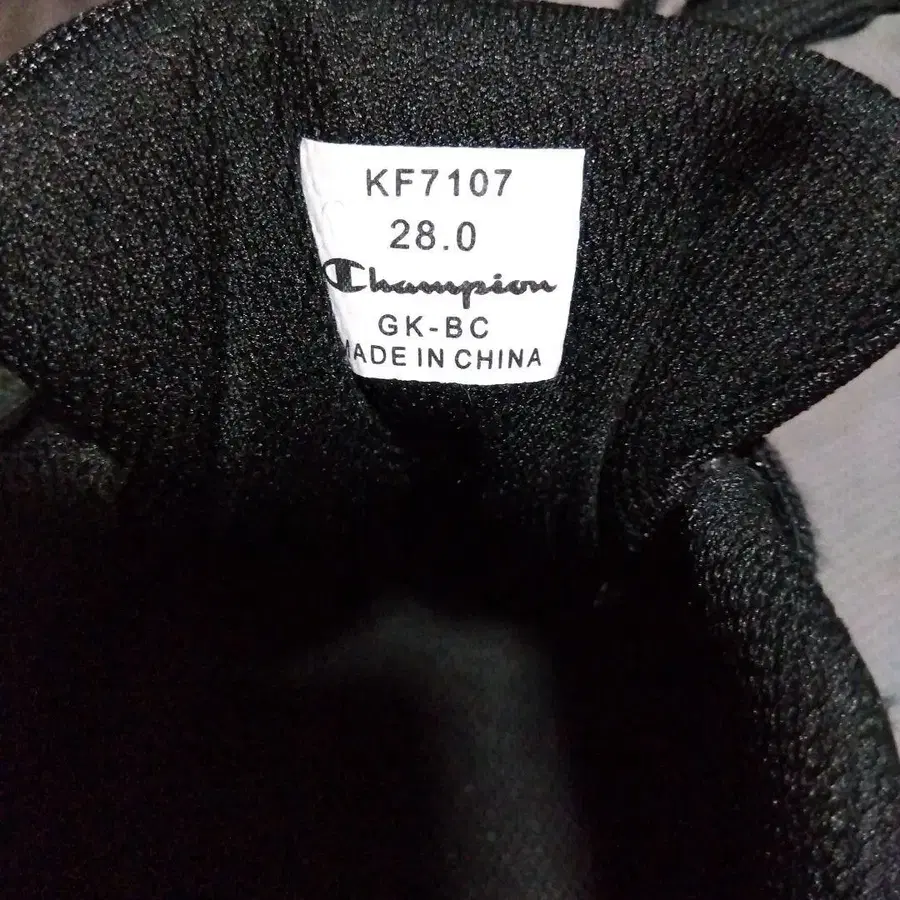 KF7107
28.0
Champion
GK-BC
MADE IN CHINA